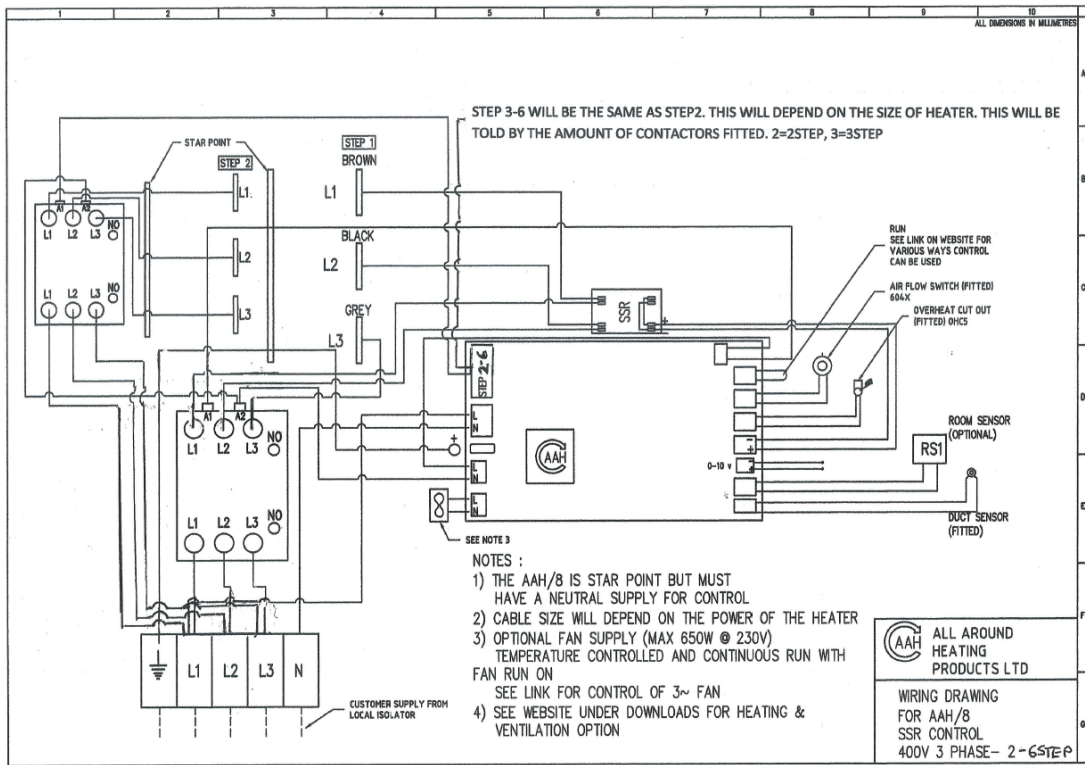 1 2 3 4 5 6 7 8 9 10
ALL DIMENSIONS IN MILLIMETRES
A
B
C
D
E
F
G
STEP 3-6 WILL BE THE SAME AS STEP2. THIS WILL DEPEND ON THE SIZE OF HEATER. THIS WILL BE
TOLD BY THE AMOUNT OF CONTACTORS FITTED. 2=2STEP, 3=3STEP
STAR POINT
STEP 2
L1
L2
L3
STEP 1
BROWN
L1
BLACK
L2
GREY
L3
A1 A2
L1 L2 L3 NO
L1 L2 L3 NO
A1 A2
L1 L2 L3 NO
L1 L2 L3 NO
SSR
+
RUN
SEE LINK ON WEBSITE FOR
VARIOUS WAYS CONTROL
CAN BE USED
AIR FLOW SWITCH (FITTED)
604X
OVERHEAT CUT OUT
(FITTED) OHC5
STEP 2-6
L
N
+
L
N
L
N
AAH
-
+
0-10 V
ROOM SENSOR
(OPTIONAL)
RS1
DUCT SENSOR
(FITTED)
SEE NOTE 3
L1 L2 L3 N
CUSTOMER SUPPLY FROM
LOCAL ISOLATOR
NOTES :
1) THE AAH/8 IS STAR POINT BUT MUST
HAVE A NEUTRAL SUPPLY FOR CONTROL
2) CABLE SIZE WILL DEPEND ON THE POWER OF THE HEATER
3) OPTIONAL FAN SUPPLY (MAX 650W @ 230V)
TEMPERATURE CONTROLLED AND CONTINUOUS RUN WITH
FAN RUN ON
SEE LINK FOR CONTROL OF 3~ FAN
4) SEE WEBSITE UNDER DOWNLOADS FOR HEATING &
VENTILATION OPTION
AAH
ALL AROUND
HEATING
PRODUCTS LTD
WIRING DRAWING
FOR AAH/8
SSR CONTROL
400V 3 PHASE- 2-6STEP